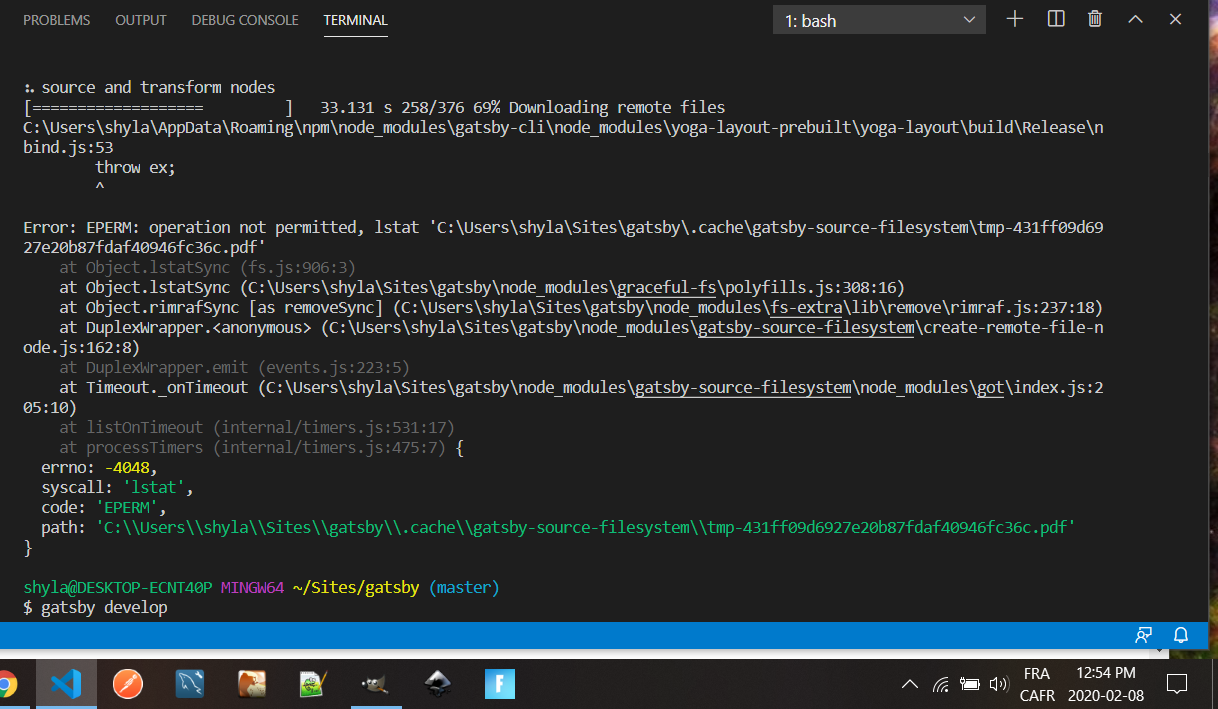 PROBLEMS OUTPUT DEBUG CONSOLE TERMINAL 1: bash
⠦ source and transform nodes
[===================         ]   33.131 s 258/376 69% Downloading remote files
C:\Users\shyla\AppData\Roaming\npm\node_modules\gatsby-cli\node_modules\yoga-layout-prebuilt\yoga-layout\build\Release\n
bind.js:53
        throw ex;
        ^
Error: EPERM: operation not permitted, lstat 'C:\Users\shyla\Sites\gatsby\.cache\gatsby-source-filesystem\tmp-431ff09d69
27e20b87fdaf40946fc36c.pdf'
    at Object.lstatSync (fs.js:906:3)
    at Object.lstatSync (C:\Users\shyla\Sites\gatsby\node_modules\graceful-fs\polyfills.js:308:16)
    at Object.rimrafSync [as removeSync] (C:\Users\shyla\Sites\gatsby\node_modules\fs-extra\lib\remove\rimraf.js:237:18)
    at DuplexWrapper.<anonymous> (C:\Users\shyla\Sites\gatsby\node_modules\gatsby-source-filesystem\create-remote-file-n
ode.js:162:8)
    at DuplexWrapper.emit (events.js:223:5)
    at Timeout._onTimeout (C:\Users\shyla\Sites\gatsby\node_modules\gatsby-source-filesystem\node_modules\got\index.js:2
05:10)
    at listOnTimeout (internal/timers.js:531:17)
    at processTimers (internal/timers.js:475:7) {
  errno: -4048,
  syscall: 'lstat',
  code: 'EPERM',
  path: 'C:\\Users\\shyla\\Sites\\gatsby\\.cache\\gatsby-source-filesystem\\tmp-431ff09d6927e20b87fdaf40946fc36c.pdf'
}
shyla@DESKTOP-ECNT40P MINGW64 ~/Sites/gatsby (master)
$ gatsby develop
FRA 12:54 PM
CAFR 2020-02-08